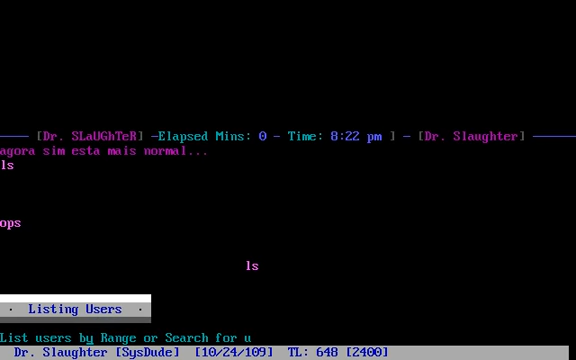 [Dr. SLaUGhTeR] —Elapsed Mins: 0 — Time: 8:22 pm ] — [Dr. Slaughter]
agora sim esta mais normal...
ls
ops
ls
· Listing Users ·
List users by Range or Search for u
Dr. Slaughter [SysDude] [10/24/109] TL: 648 [2400]